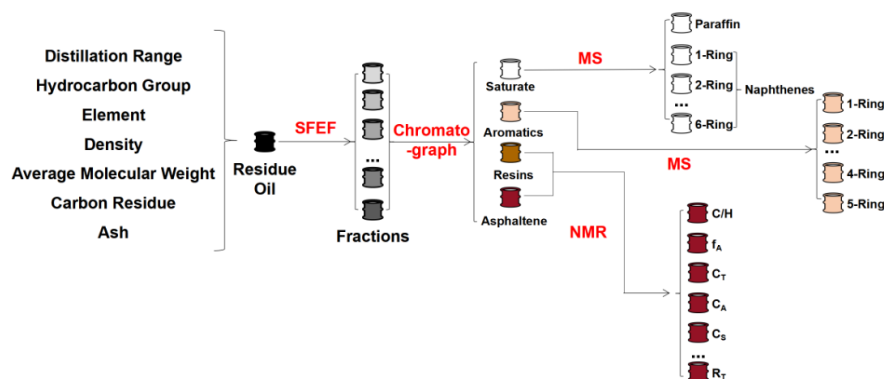 Distillation Range
Hydrocarbon Group
Element
Density
Average Molecular Weight
Carbon Residue
Ash
Residue
Oil
SFEF
...
Fractions
Chromato
-graph
Saturate
Aromatics
Resins
Asphaltene
MS
Paraffin
1-Ring
2-Ring
...
6-Ring
Naphthenes
MS
1-Ring
2-Ring
...
4-Ring
5-Ring
NMR
C/H
fA
CT
CA
CS
...
RT